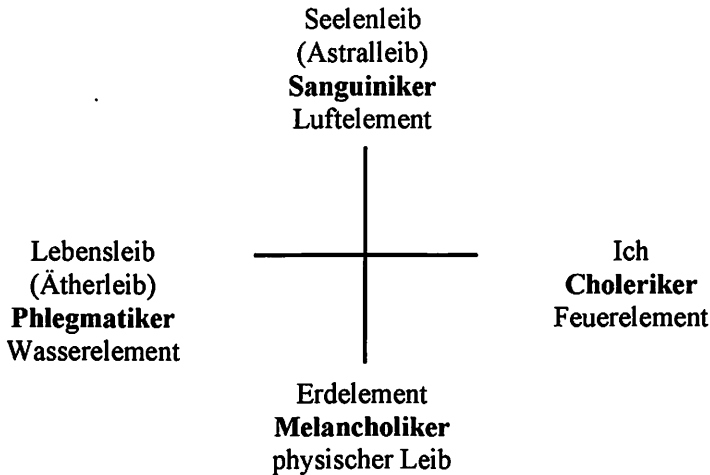 Seelenleib
(Astralleib)
Sanguiniker
Luftelement
Lebensleib
(Ätherleib)
Phlegmatiker
Wasserelement
Ich
Choleriker
Feuerelement
Erdelement
Melancholiker
physischer Leib